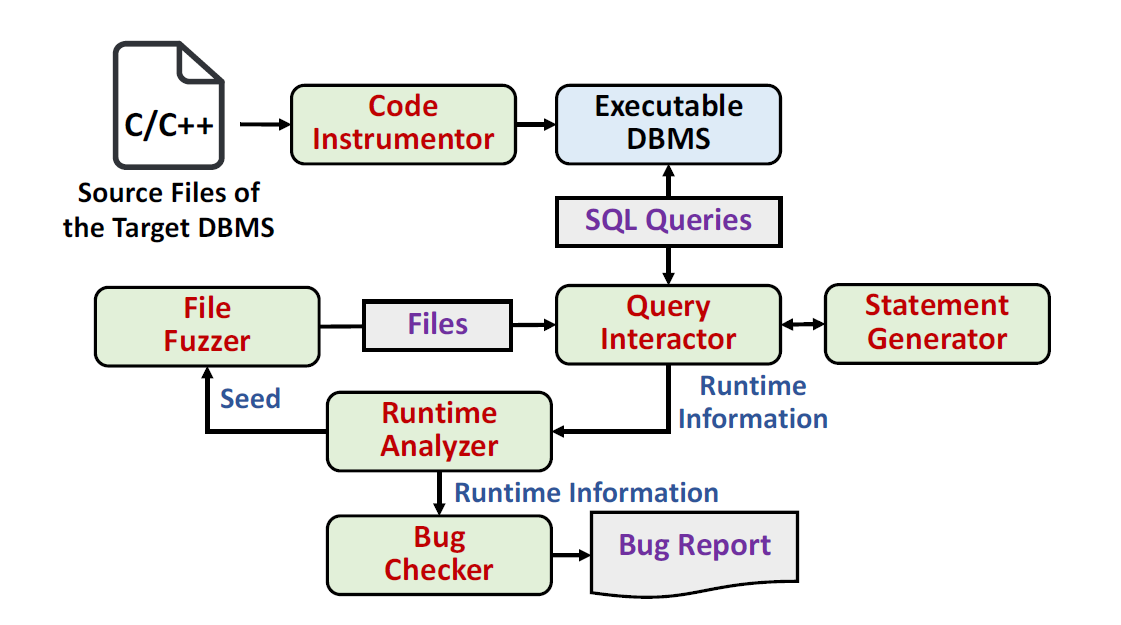 C/C++
Source Files of
the Target DBMS
Code
Instrumentor
Executable
DBMS
SQL Queries
File
Fuzzer
Files
Query
Interactor
Statement
Generator
Seed
Runtime
Analyzer
Runtime
Information
Runtime Information
Bug
Checker
Bug Report